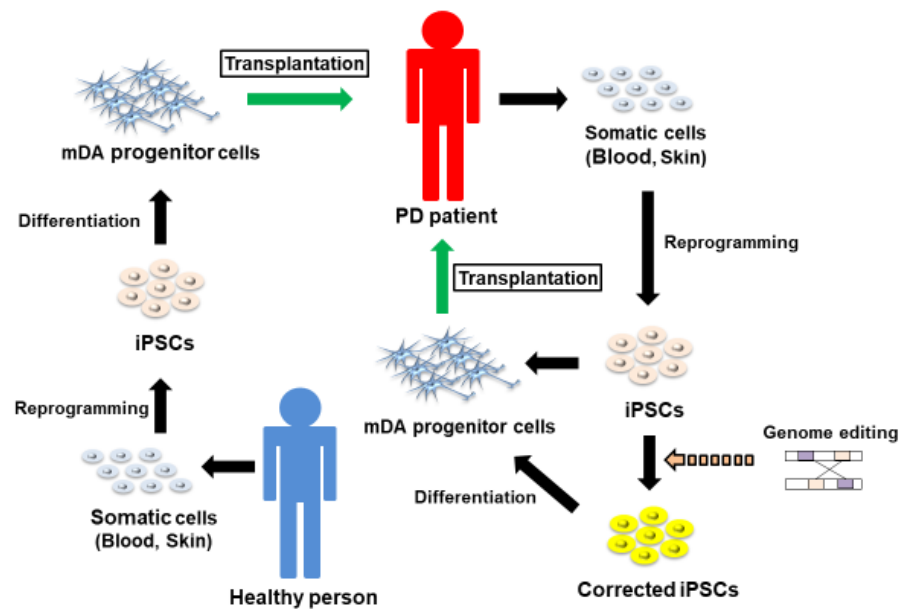 Transplantation
mDA progenitor cells
Differentiation
iPSCs
Reprogramming
Somatic cells
(Blood, Skin)
Healthy person
PD patient
Somatic cells
(Blood, Skin)
Reprogramming
iPSCs
Genome editing
Corrected iPSCs
Differentiation
mDA progenitor cells
Transplantation